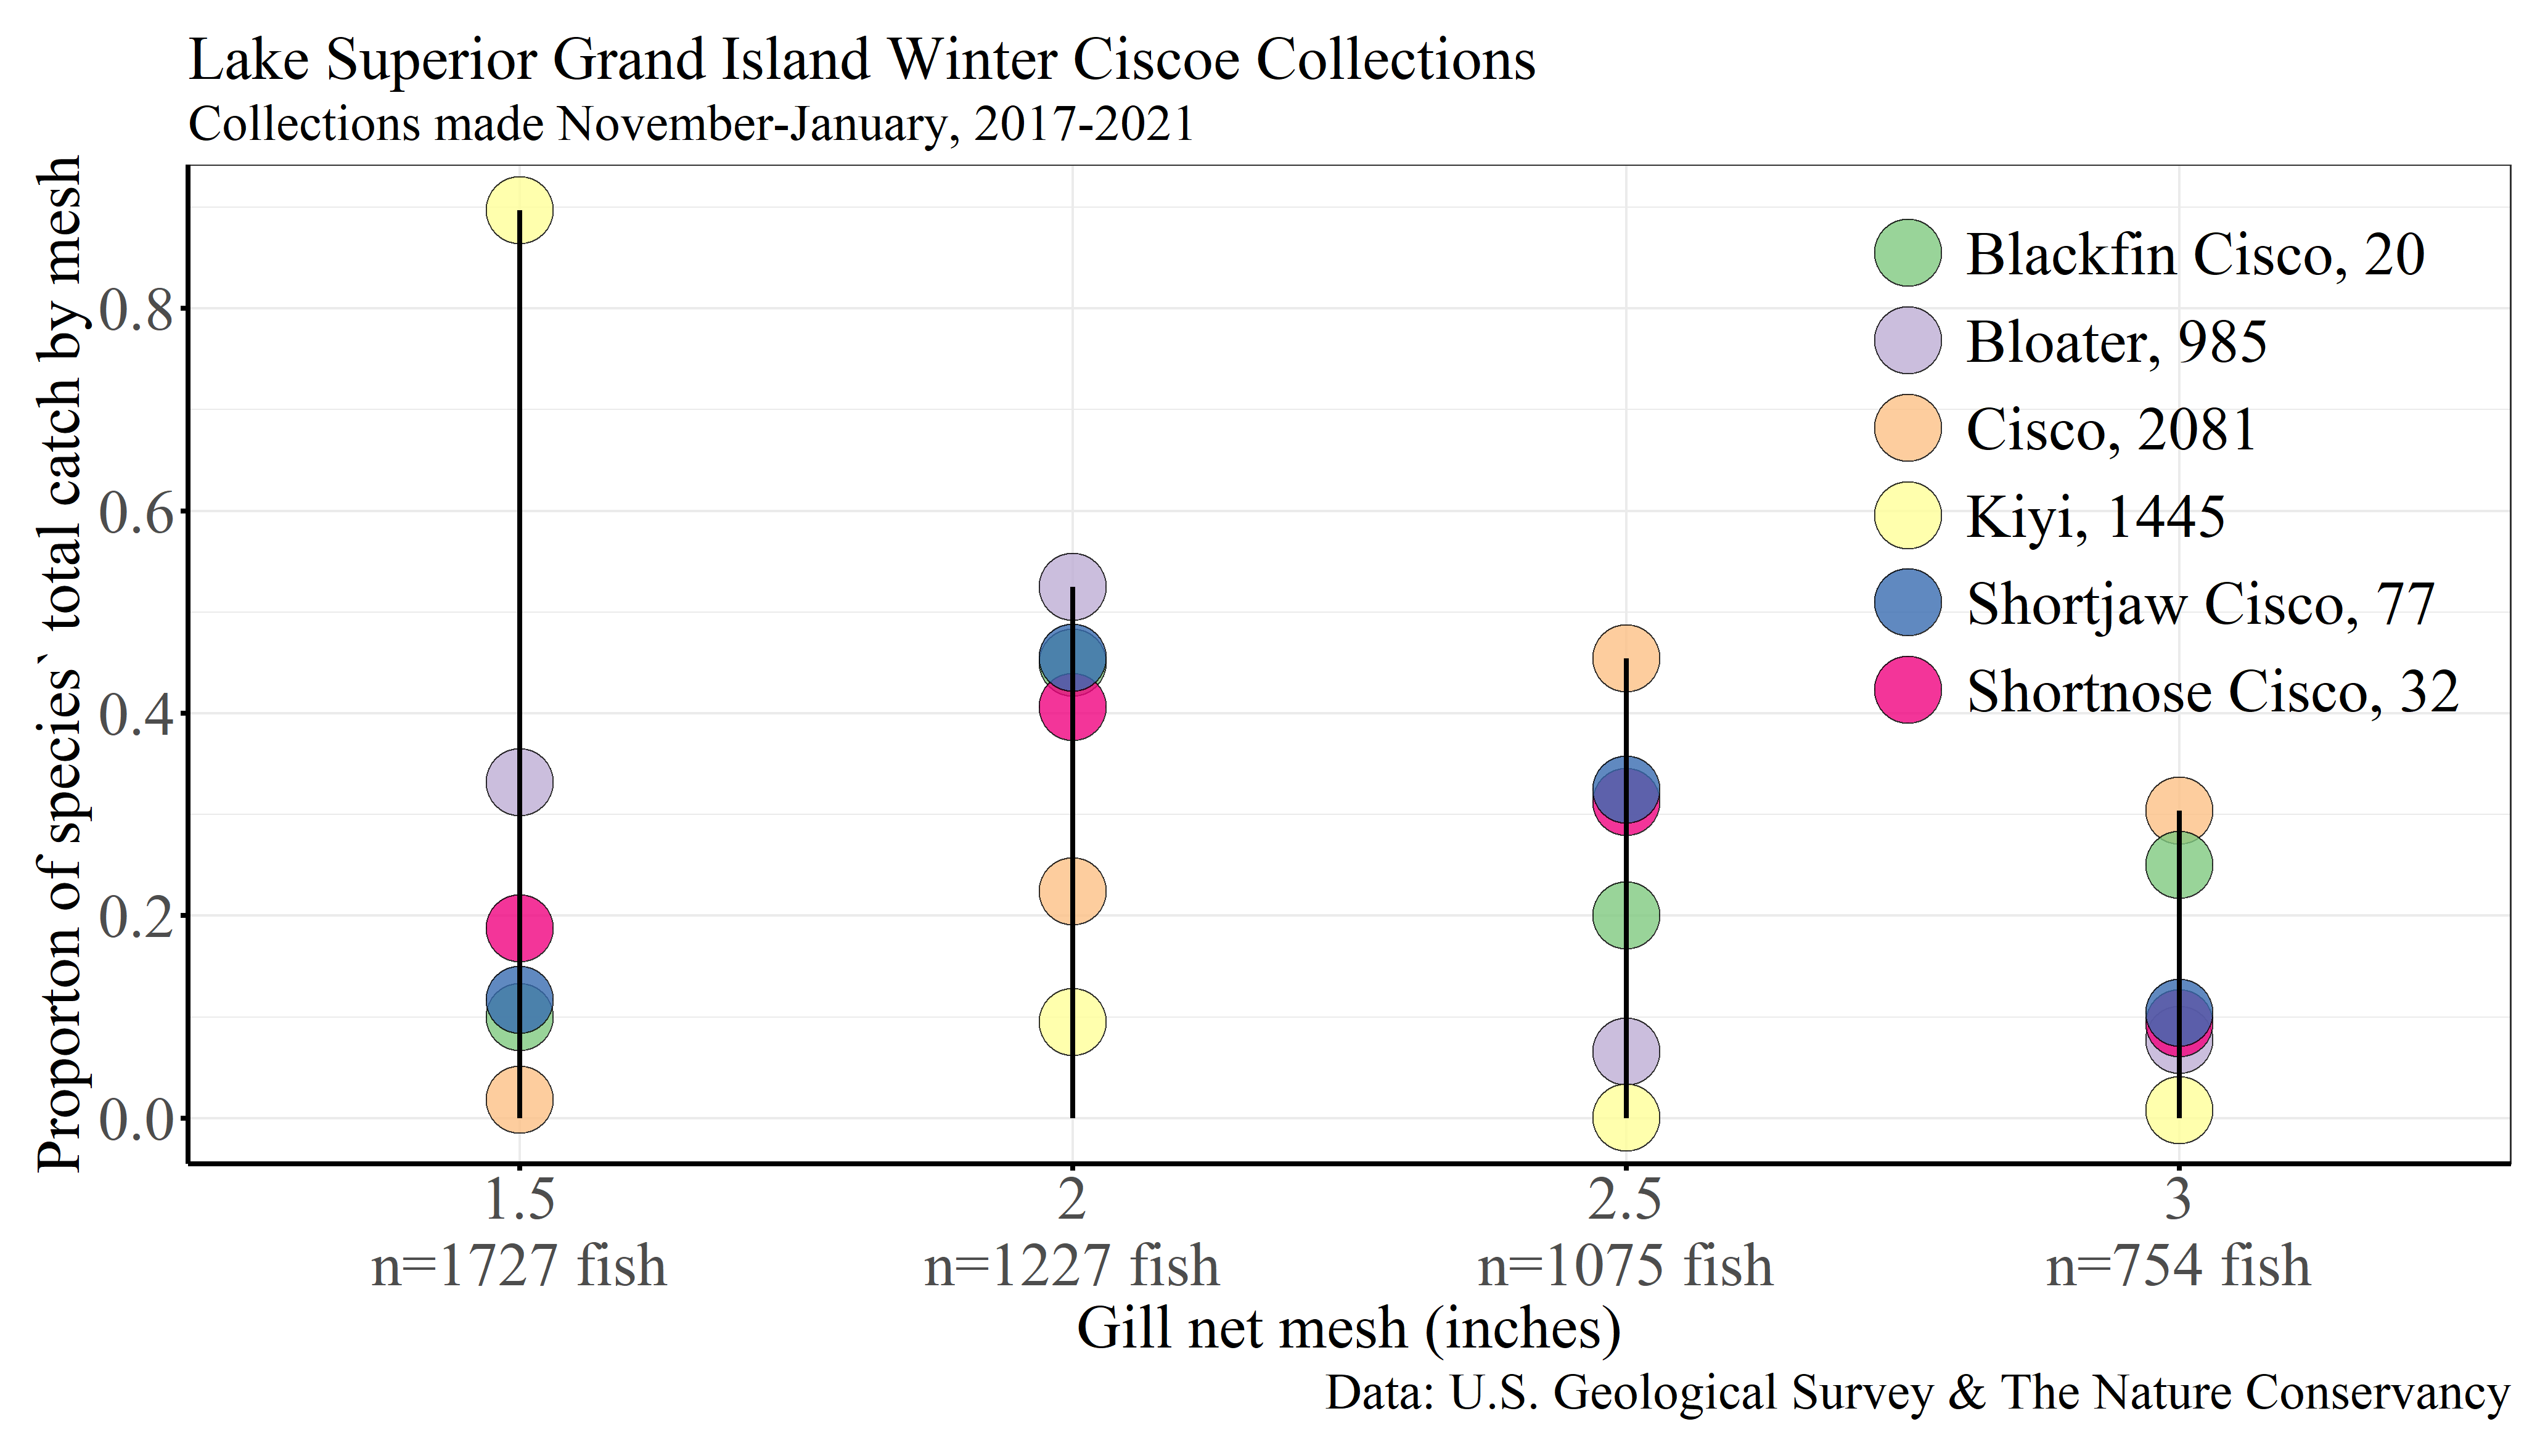 Lake Superior Grand Island Winter Ciscoe Collections
Collections made November-January, 2017-2021
Proporton of species` total catch by mesh
0.8
0.6
0.4
0.2
0.0
Blackfin Cisco, 20
Bloater, 985
Cisco, 2081
Kiyi, 1445
Shortjaw Cisco, 77
Shortnose Cisco, 32
1.5 2 2.5 3
n=1727 fish n=1227 fish n=1075 fish n=754 fish
Gill net mesh (inches)
Data: U.S. Geological Survey & The Nature Conservancy